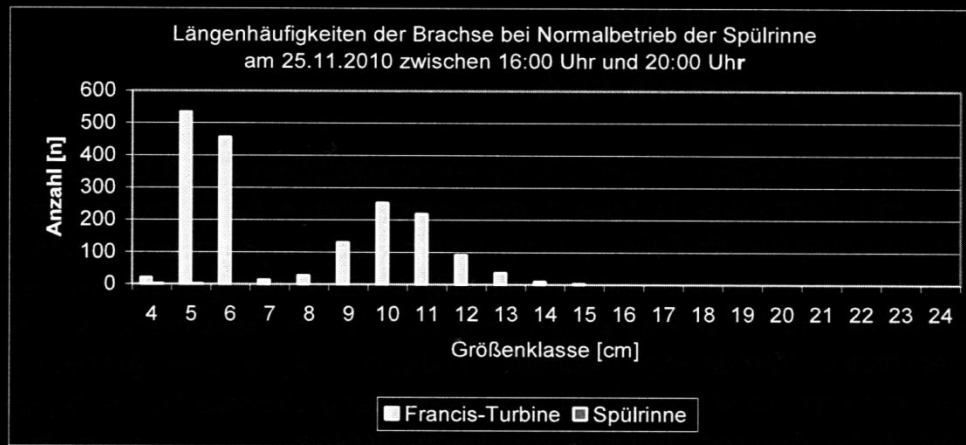 Längenhäufigkeiten der Brachse bei Normalbetrieb der Spülrinne
am 25.11.2010 zwischen 16:00 Uhr und 20:00 Uhr
Anzahl [n]
600
500
400
300
200
100
0
4 5 6 7 8 9 10 11 12 13 14 15 16 17 18 19 20 21 22 23 24
Größenklasse [cm]
Francis-Turbine Spülrinne